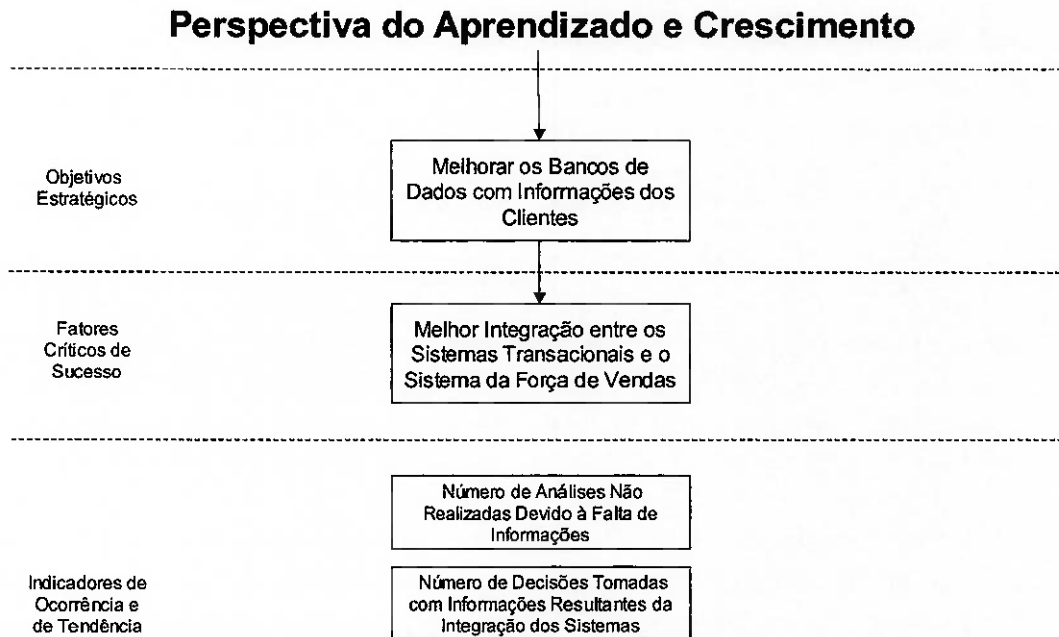 Perspectiva do Aprendizado e Crescimento
Objetivos
Estratégicos
Melhorar os Bancos de
Dados com Informações dos
Clientes
Fatores
Críticos de
Sucesso
Melhor Integração entre os
Sistemas Transacionais e o
Sistema da Força de Vendas
Número de Análises Não
Realizadas Devido à Falta de
Informações
Indicadores de
Ocorrência e
de Tendência
Número de Decisões Tomadas
com Informações Resultantes da
Integração dos Sistemas